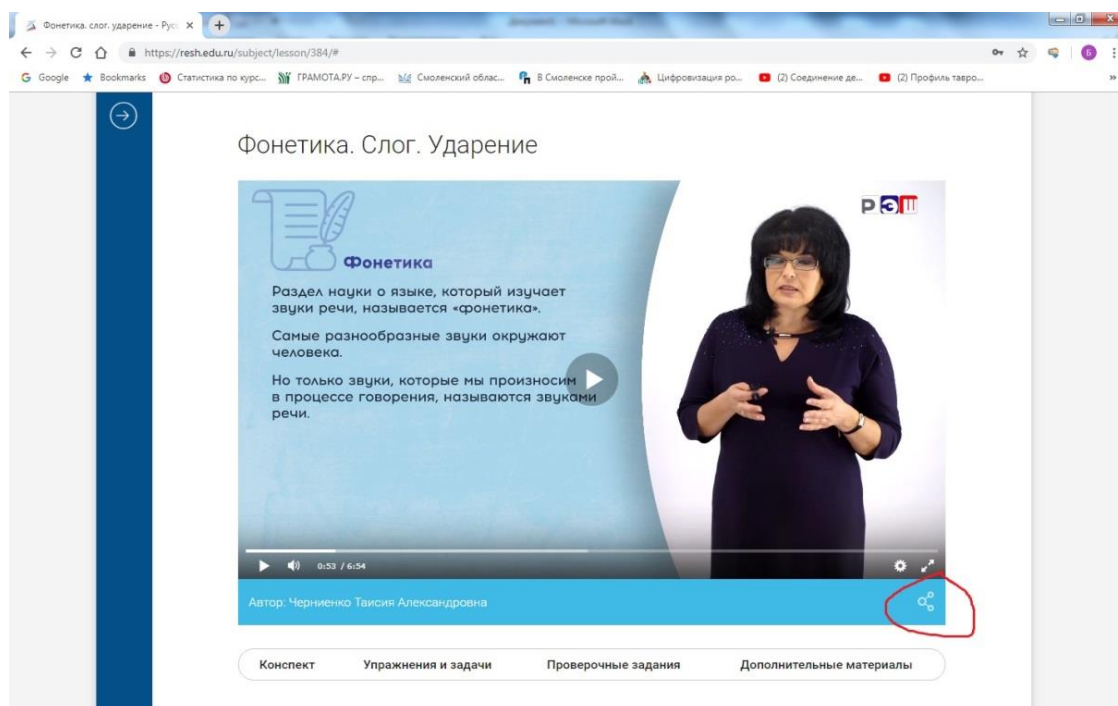 Фонетика. слог. ударение - Рус
https://resh.edu.ru/subject/lesson/384/#
Google Bookmarks Статистика по курс... ГРАМОТА.РУ – спр... Смоленский облас... В Смоленске прой... Цифровизация ро... (2) Соединение де... (2) Профиль тавро... »
Фонетика. Слог. Ударение
РЭШ
Фонетика
Раздел науки о языке, который изучает
звуки речи, называется «фонетика».
Самые разнообразные звуки окружают
человека.
Но только звуки, которые мы произносим
в процессе говорения, называются звуками
речи.
0:53 / 6:54
Автор: Черниенко Таисия Александровна
Конспект Упражнения и задачи Проверочные задания Дополнительные материалы